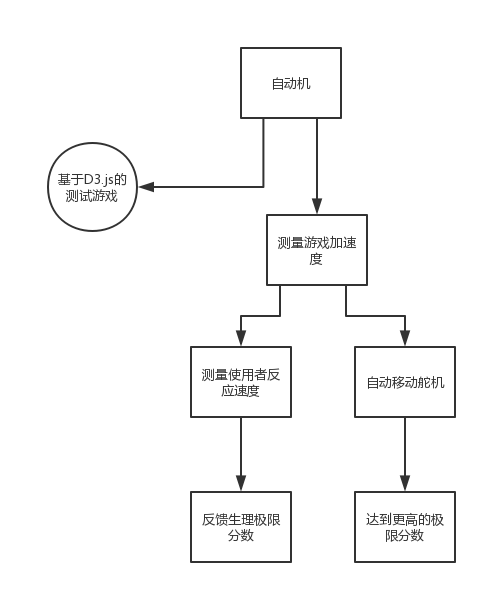 自动机
基于D3.js的
测试游戏
测量游戏加速
度
测量使用者反
应速度
自动移动舵机
反馈生理极限
分数
达到更高的极
限分数